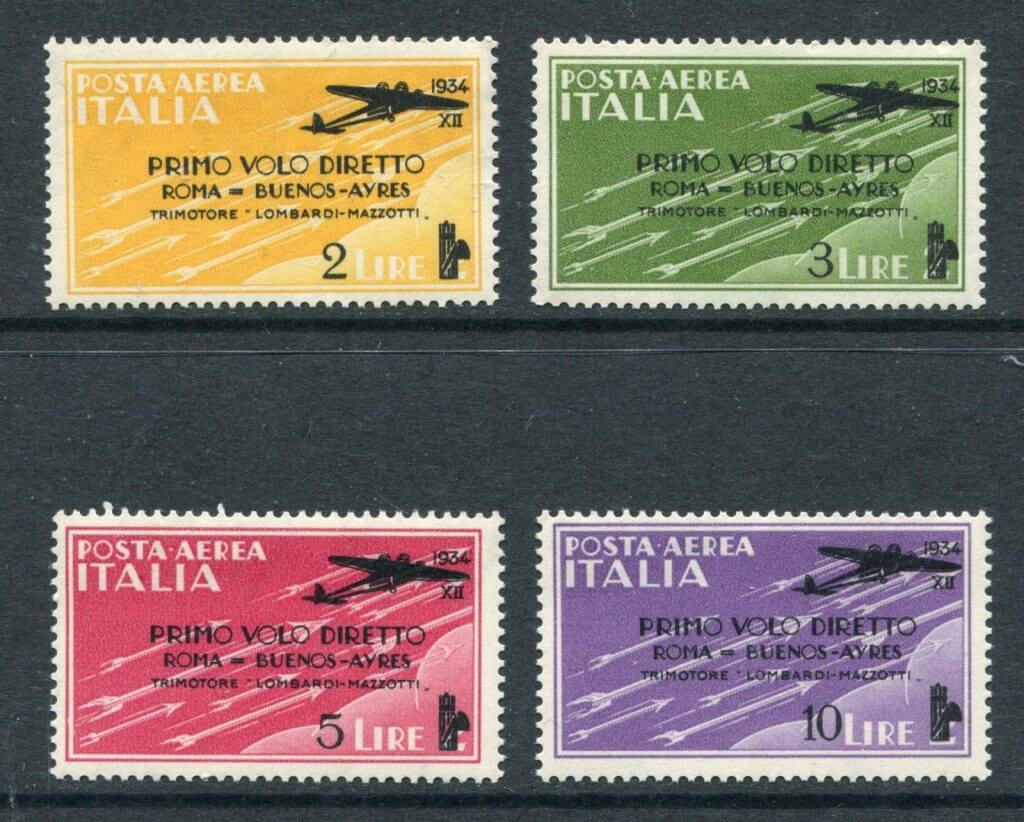 POSTA·AEREA
ITALIA
1934
XII
PRIMO VOLO DIRETTO
ROMA = BUENOS-AYRES
TRIMOTORE "LOMBARDI-MAZZOTTI„
2 LIRE
POSTA·AEREA
ITALIA
1934
XII
PRIMO VOLO DIRETTO
ROMA = BUENOS-AYRES
TRIMOTORE "LOMBARDI-MAZZOTTI„
3 LIRE
POSTA·AEREA
ITALIA
1934
XII
PRIMO VOLO DIRETTO
ROMA = BUENOS-AYRES
TRIMOTORE "LOMBARDI-MAZZOTTI„
5 LIRE
POSTA·AEREA
ITALIA
1934
XII
PRIMO VOLO DIRETTO
ROMA = BUENOS-AYRES
TRIMOTORE "LOMBARDI-MAZZOTTI„
10 LIRE